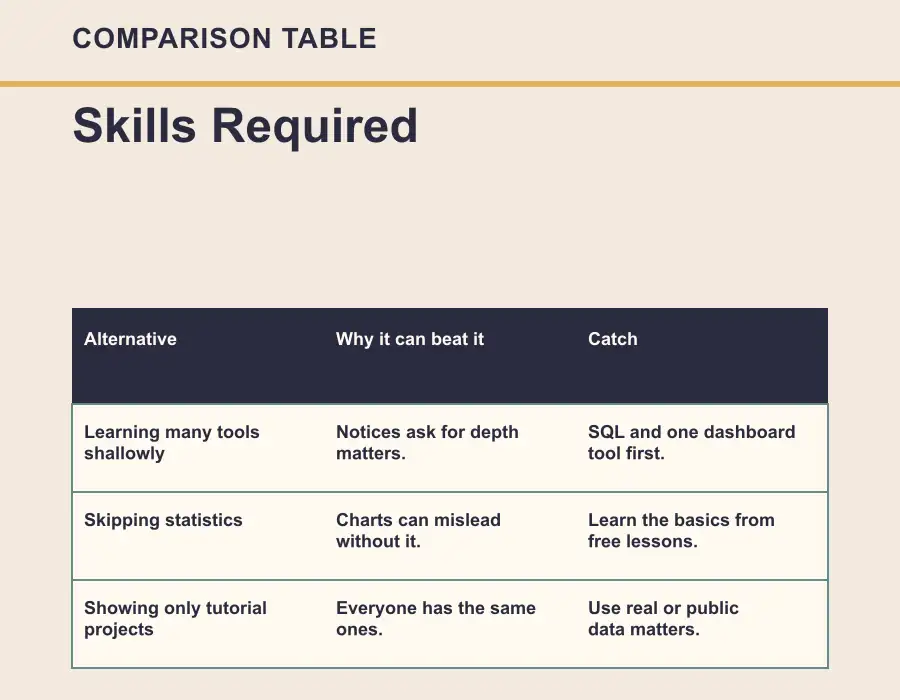 COMPARISON TABLE
Skills Required
Alternative
Why it can beat it
Catch
Learning many tools
shallowly
Notices ask for depth
matters.
SQL and one dashboard
tool first.
Skipping statistics
Charts can mislead
without it.
Learn the basics from
free lessons.
Showing only tutorial
projects
Everyone has the same
ones.
Use real or public
data matters.